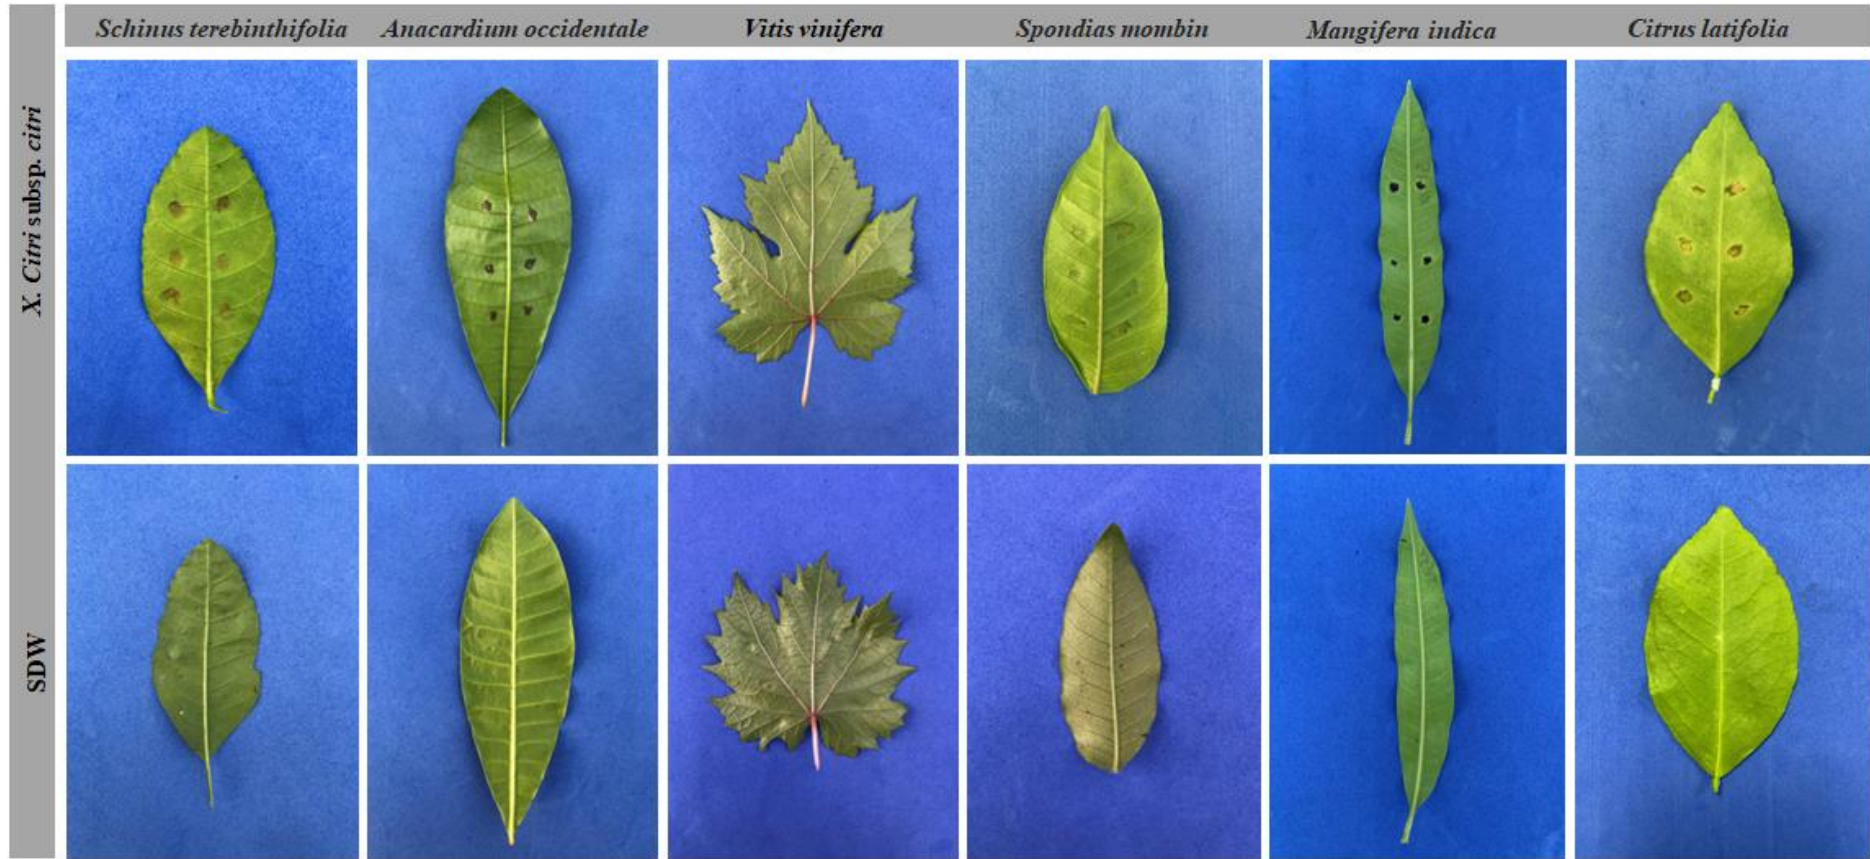 Schinus terebinthifolia Anacardium occidentale Vitis vinifera Spondias mombin Mangifera indica Citrus latifolia
X. Citri subsp. citri
SDW